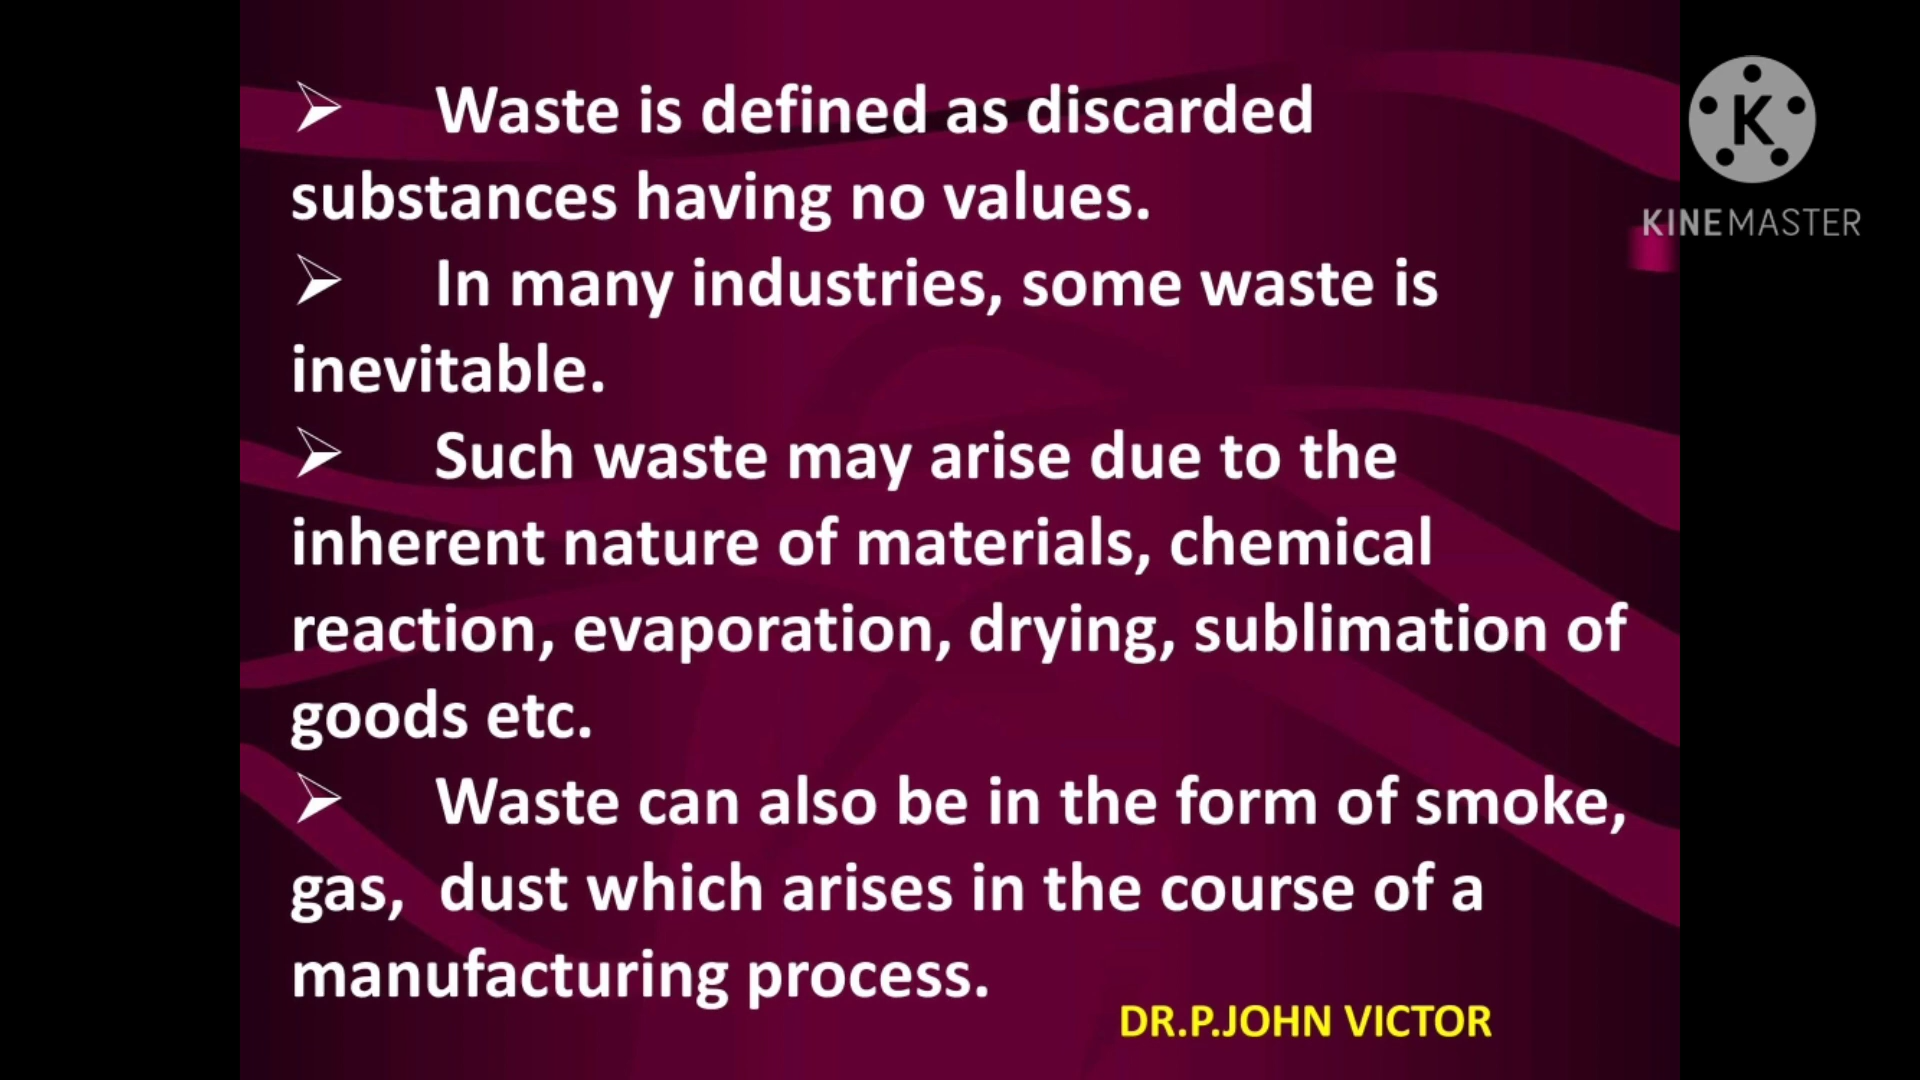 ➢ Waste is defined as discarded
substances having no values.
➢ In many industries, some waste is
inevitable.
➢ Such waste may arise due to the
inherent nature of materials, chemical
reaction, evaporation, drying, sublimation of
goods etc.
➢ Waste can also be in the form of smoke,
gas, dust which arises in the course of a
manufacturing process.
DR.P.JOHN VICTOR
K
KINEMASTER